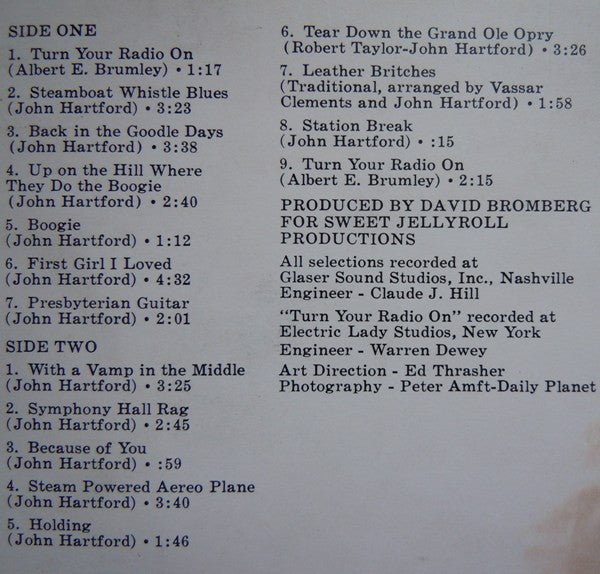 SIDE ONE
1. Turn Your Radio On
(Albert E. Brumley) • 1:17
2. Steamboat Whistle Blues
(John Hartford) • 3:23
3. Back in the Goodle Days
(John Hartford) • 3:38
4. Up on the Hill Where
They Do the Boogie
(John Hartford) • 2:40
5. Boogie
(John Hartford) • 1:12
6. First Girl I Loved
(John Hartford) • 4:32
7. Presbyterian Guitar
(John Hartford) • 2:01
SIDE TWO
1. With a Vamp in the Middle
(John Hartford) • 3:25
2. Symphony Hall Rag
(John Hartford) • 2:45
3. Because of You
(John Hartford) • :59
4. Steam Powered Aereo Plane
(John Hartford) • 3:40
5. Holding
(John Hartford) • 1:46
6. Tear Down the Grand Ole Opry
(Robert Taylor-John Hartford) • 3:26
7. Leather Britches
(Traditional, arranged by Vassar
Clements and John Hartford) • 1:58
8. Station Break
(John Hartford) • :15
9. Turn Your Radio On
(Albert E. Brumley) • 2:15
PRODUCED BY DAVID BROMBERG
FOR SWEET JELLYROLL
PRODUCTIONS
All selections recorded at
Glaser Sound Studios, Inc., Nashville
Engineer - Claude J. Hill
"Turn Your Radio On" recorded at
Electric Lady Studios, New York
Engineer - Warren Dewey
Art Direction - Ed Thrasher
Photography - Peter Amft-Daily Planet